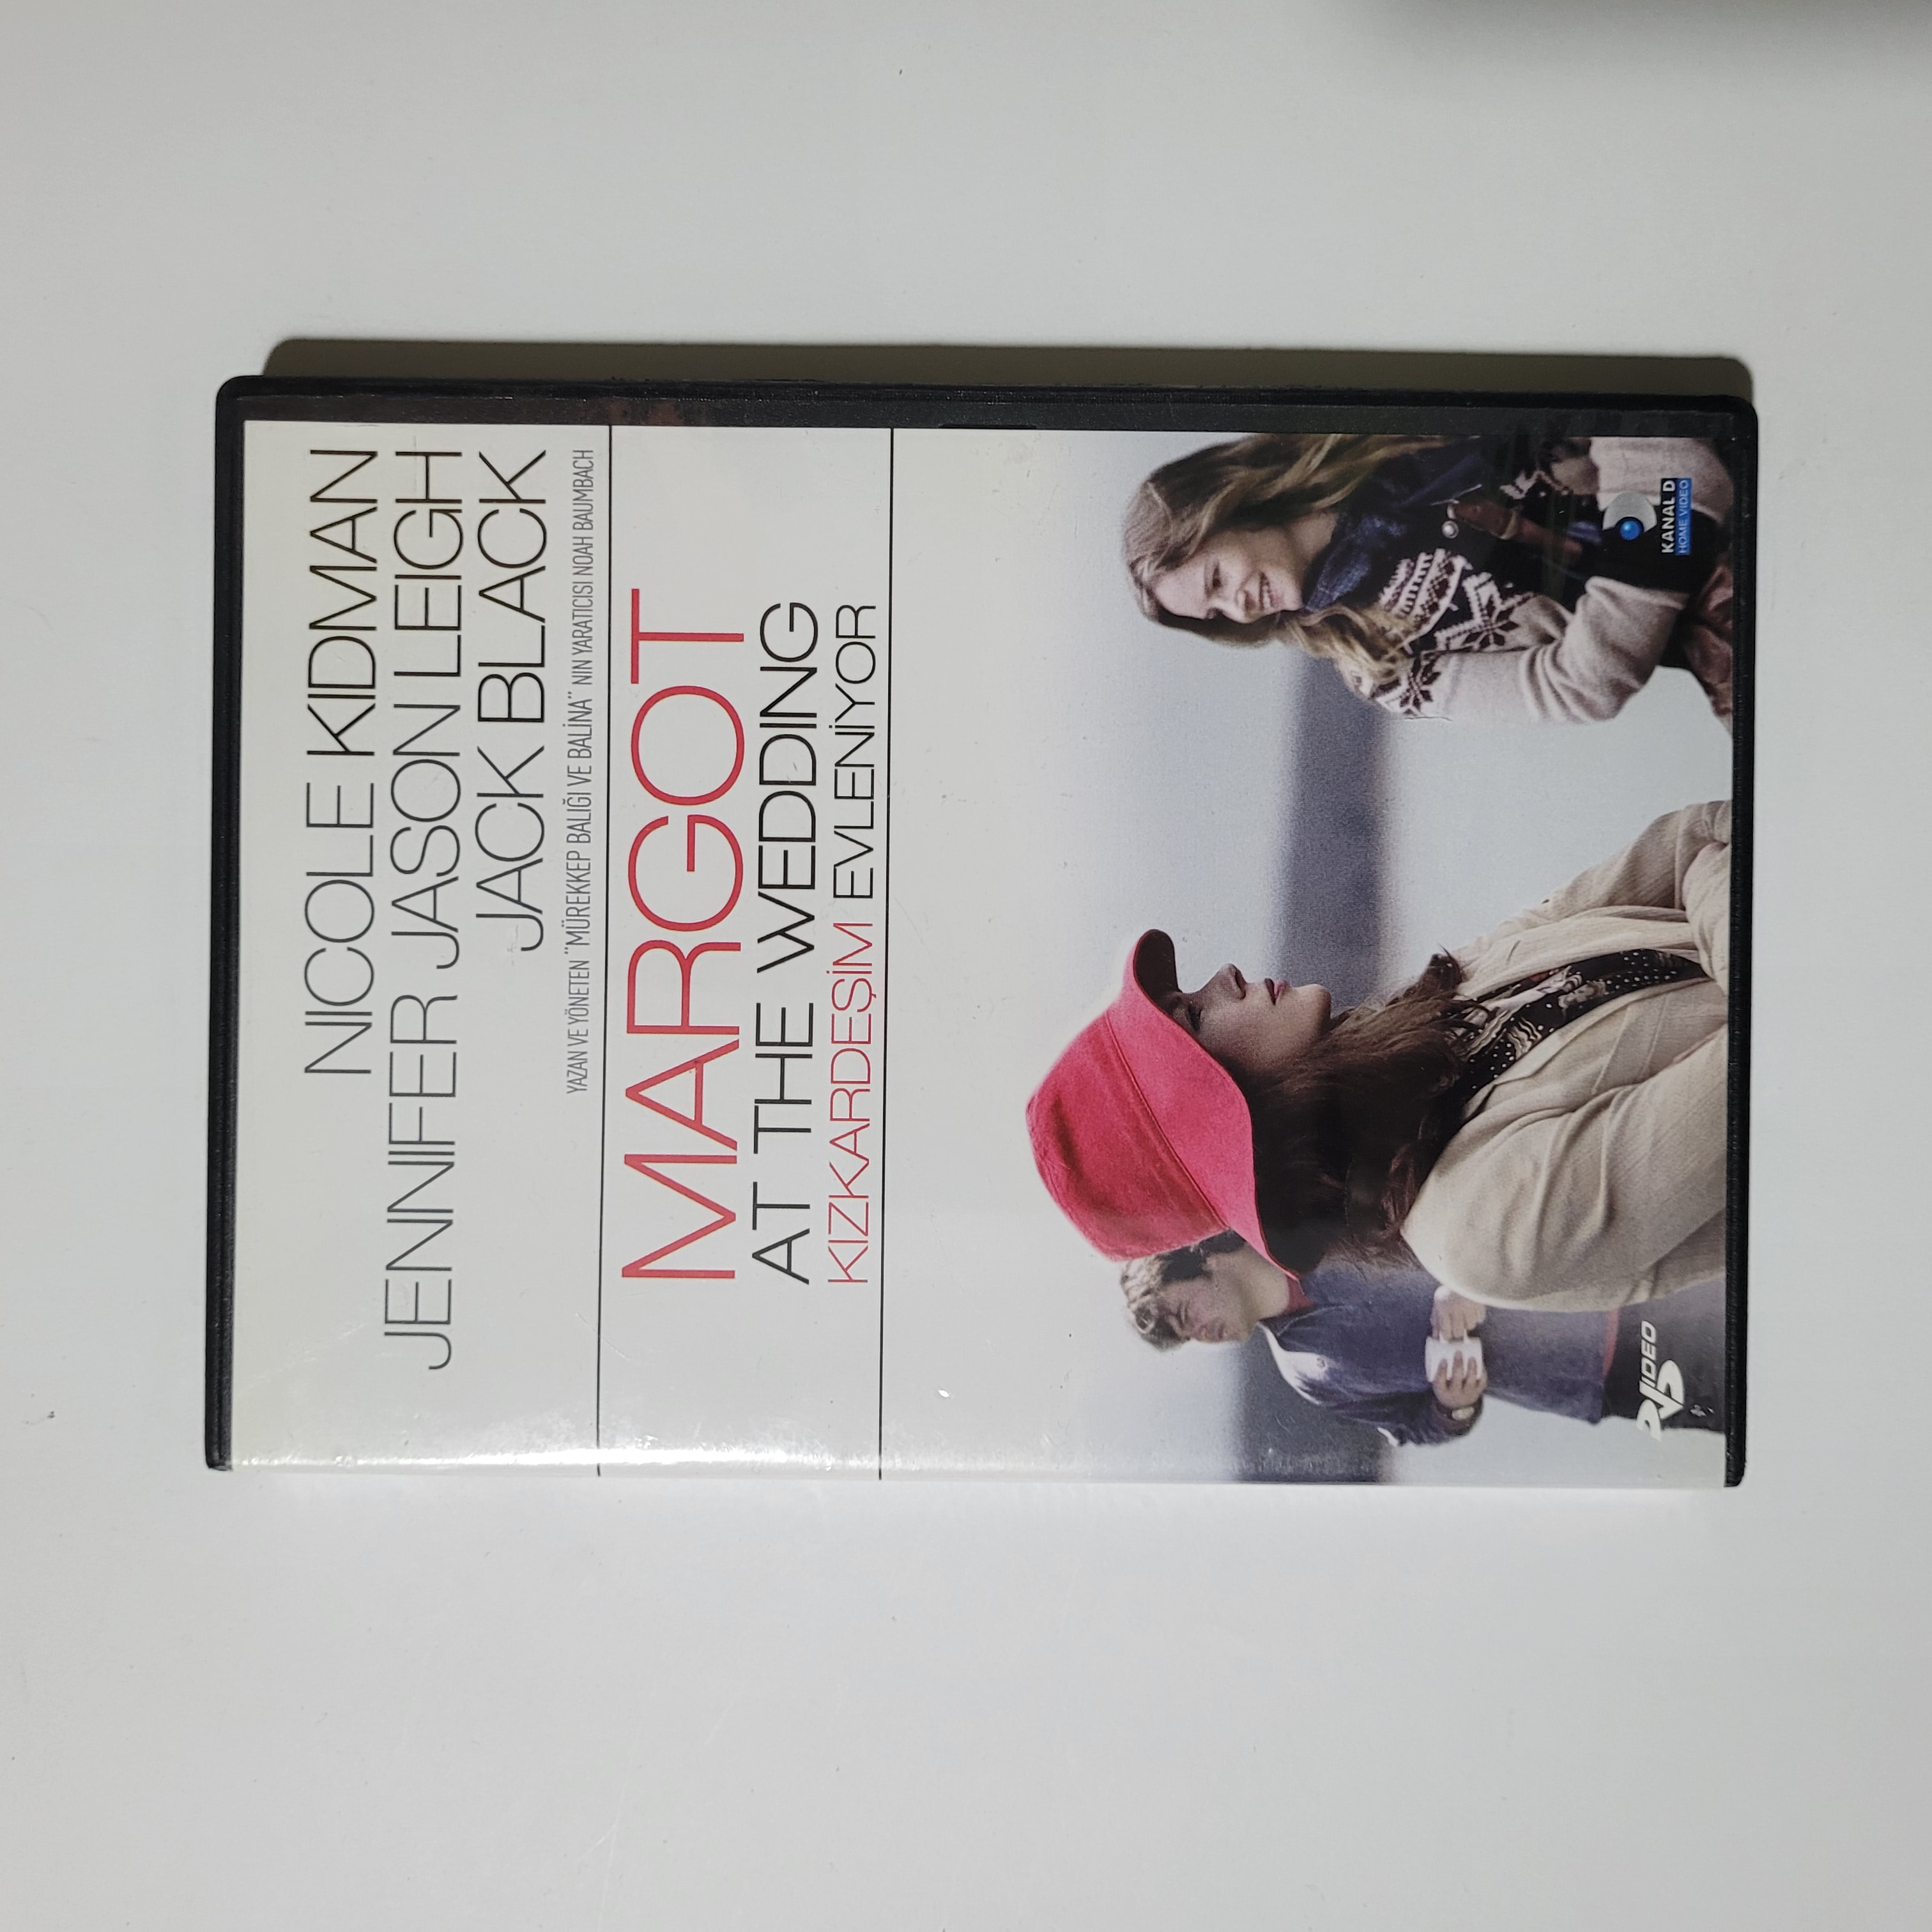 NICOLE KIDMAN
JENNIFER JASON LEIGH
JACK BLACK
YAZAN VE YÖNETEN "MÜREKKEP BALIĞI VE BALİNA" NIN YARATICISI NOAH BAUMBACH
MARGOT
AT THE WEDDING
KIZKARDEŞİM EVLENİYOR
VIDEO
KANAL D
HOME VIDEO